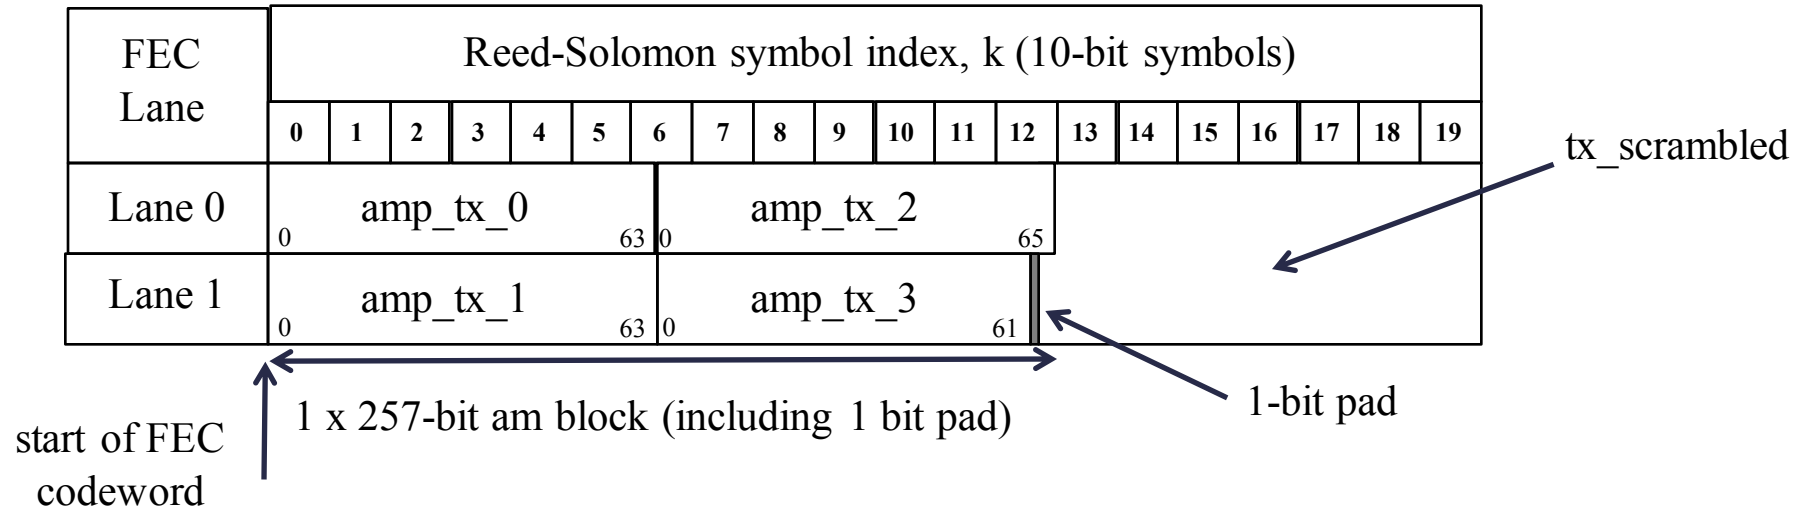 FEC
Lane
Reed-Solomon symbol index, k (10-bit symbols)
0 1 2 3 4 5 6 7 8 9 10 11 12 13 14 15 16 17 18 19
tx_scrambled
Lane 0
amp_tx_0
0 63
amp_tx_2
0 65
Lane 1
amp_tx_1
0 63
amp_tx_3
0 61
1 x 257-bit am block (including 1 bit pad)
1-bit pad
start of FEC
codeword